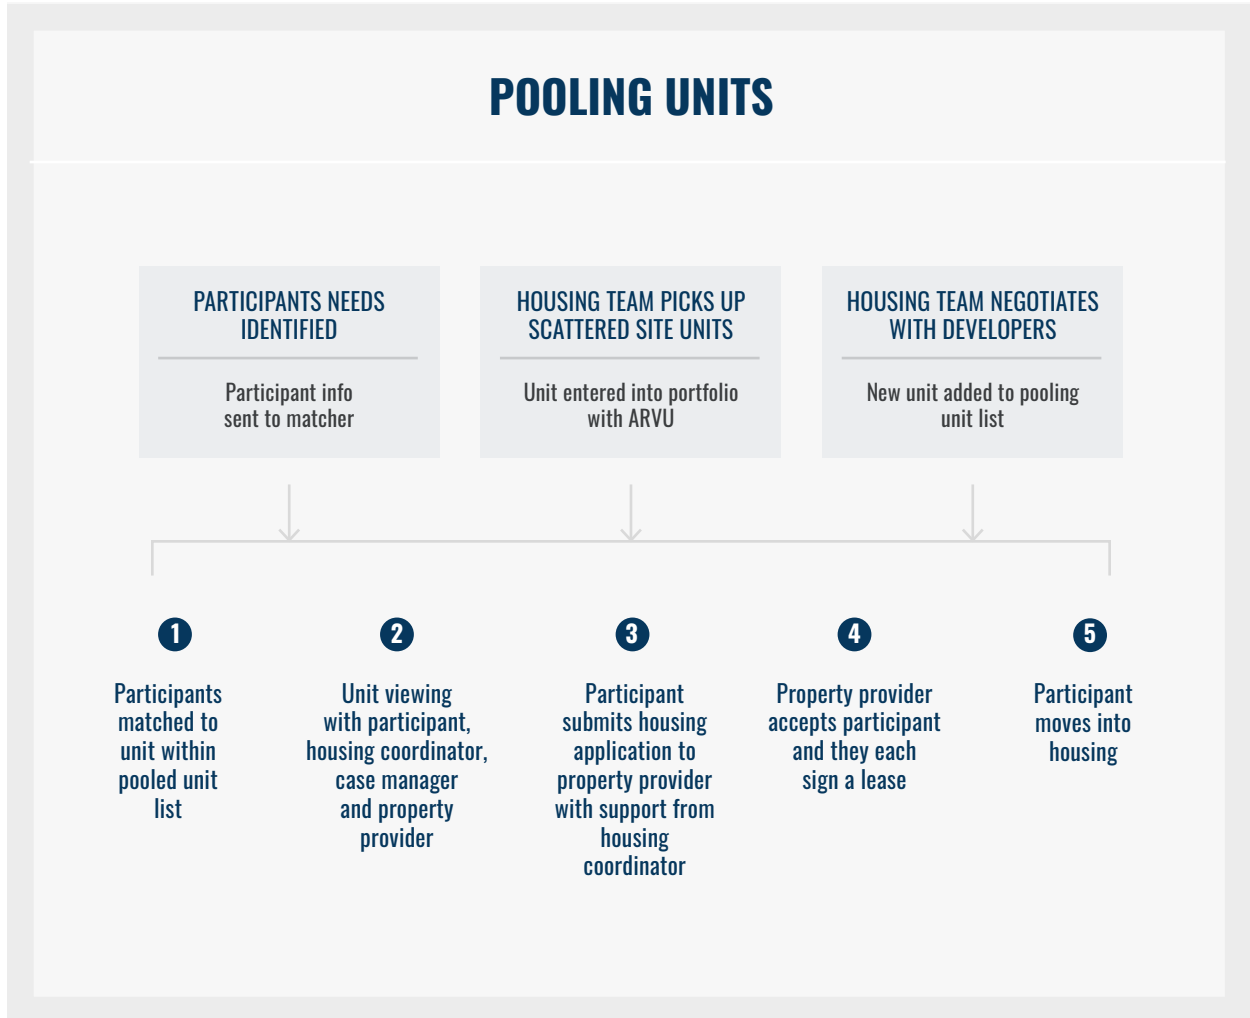 POOLING UNITS
PARTICIPANTS NEEDS
IDENTIFIED
Participant info
sent to matcher
HOUSING TEAM PICKS UP
SCATTERED SITE UNITS
Unit entered into portfolio
with ARVU
HOUSING TEAM NEGOTIATES
WITH DEVELOPERS
New unit added to pooling
unit list
1
Participants
matched to
unit within
pooled unit
list
2
Unit viewing
with participant,
housing coordinator,
case manager
and property
provider
3
Participant
submits housing
application to
property provider
with support from
housing
coordinator
4
Property provider
accepts participant
and they each
sign a lease
5
Participant
moves into
housing